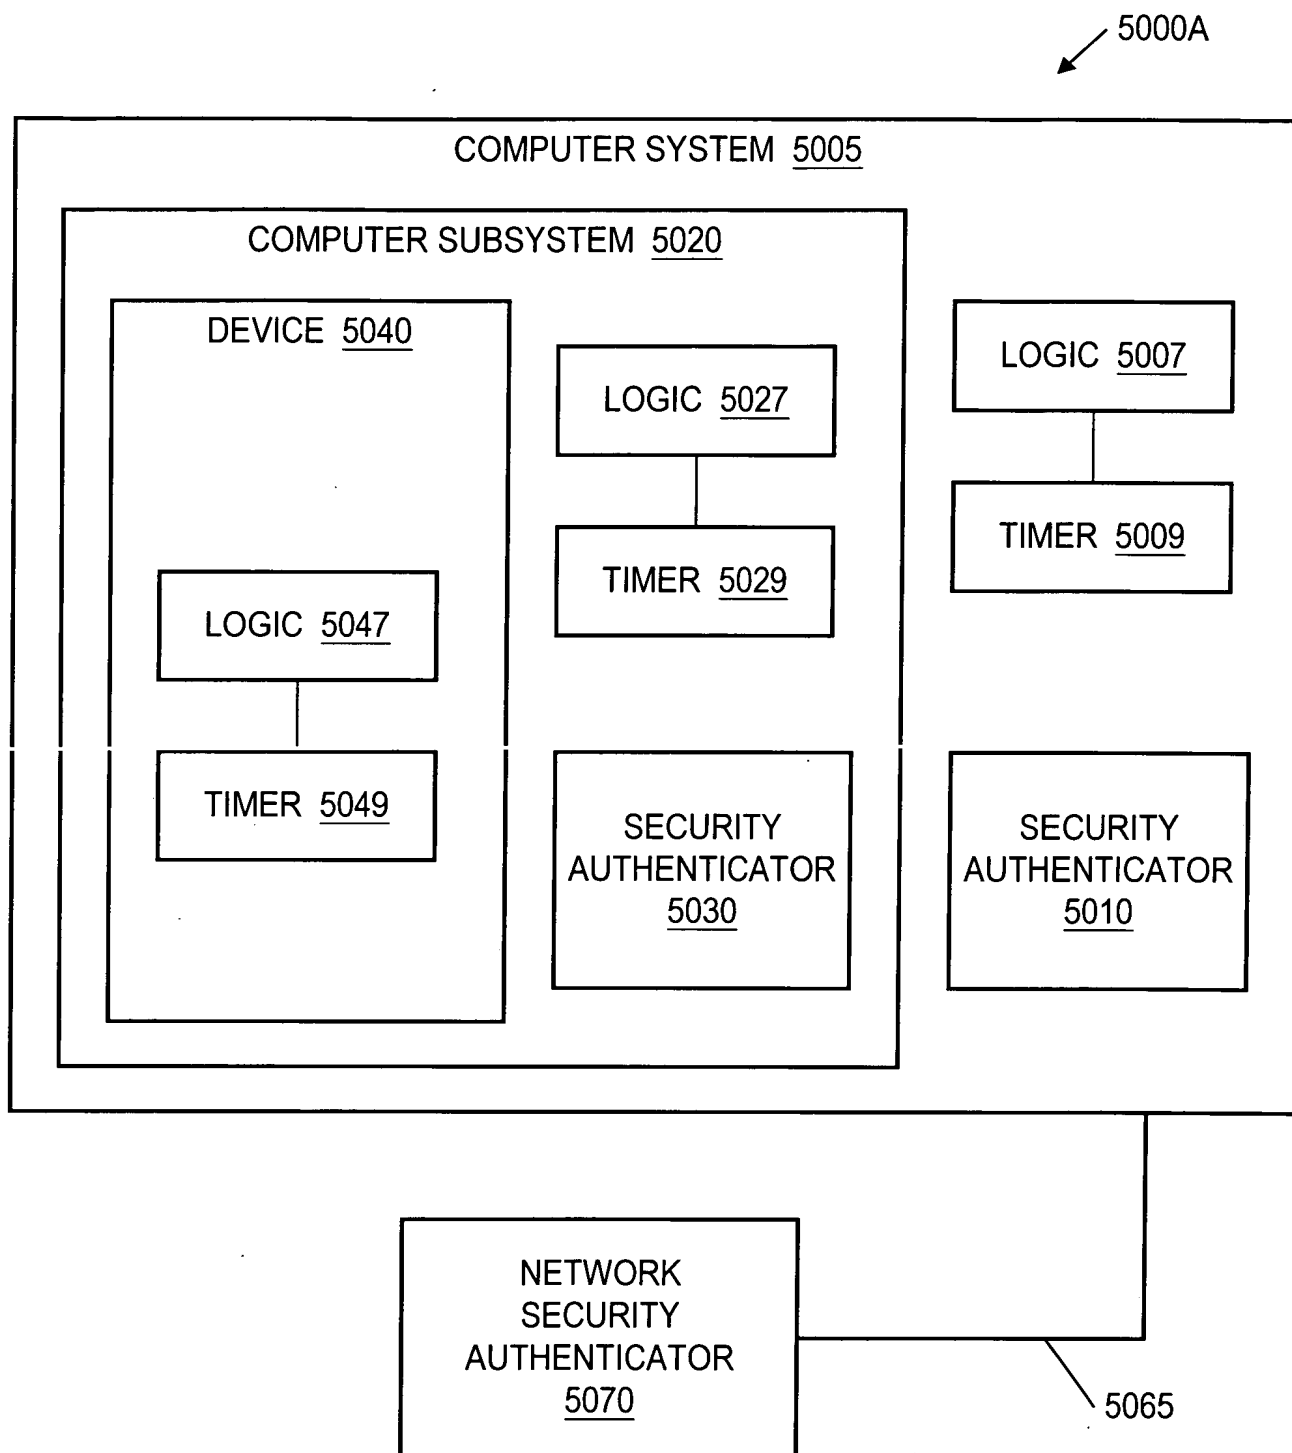 5000A
COMPUTER SYSTEM 5005
COMPUTER SUBSYSTEM 5020
DEVICE 5040
LOGIC 5007
LOGIC 5027
TIMER 5009
TIMER 5029
LOGIC 5047
TIMER 5049
SECURITY
AUTHENTICATOR
5030
SECURITY
AUTHENTICATOR
5010
NETWORK
SECURITY
AUTHENTICATOR
5070
5065